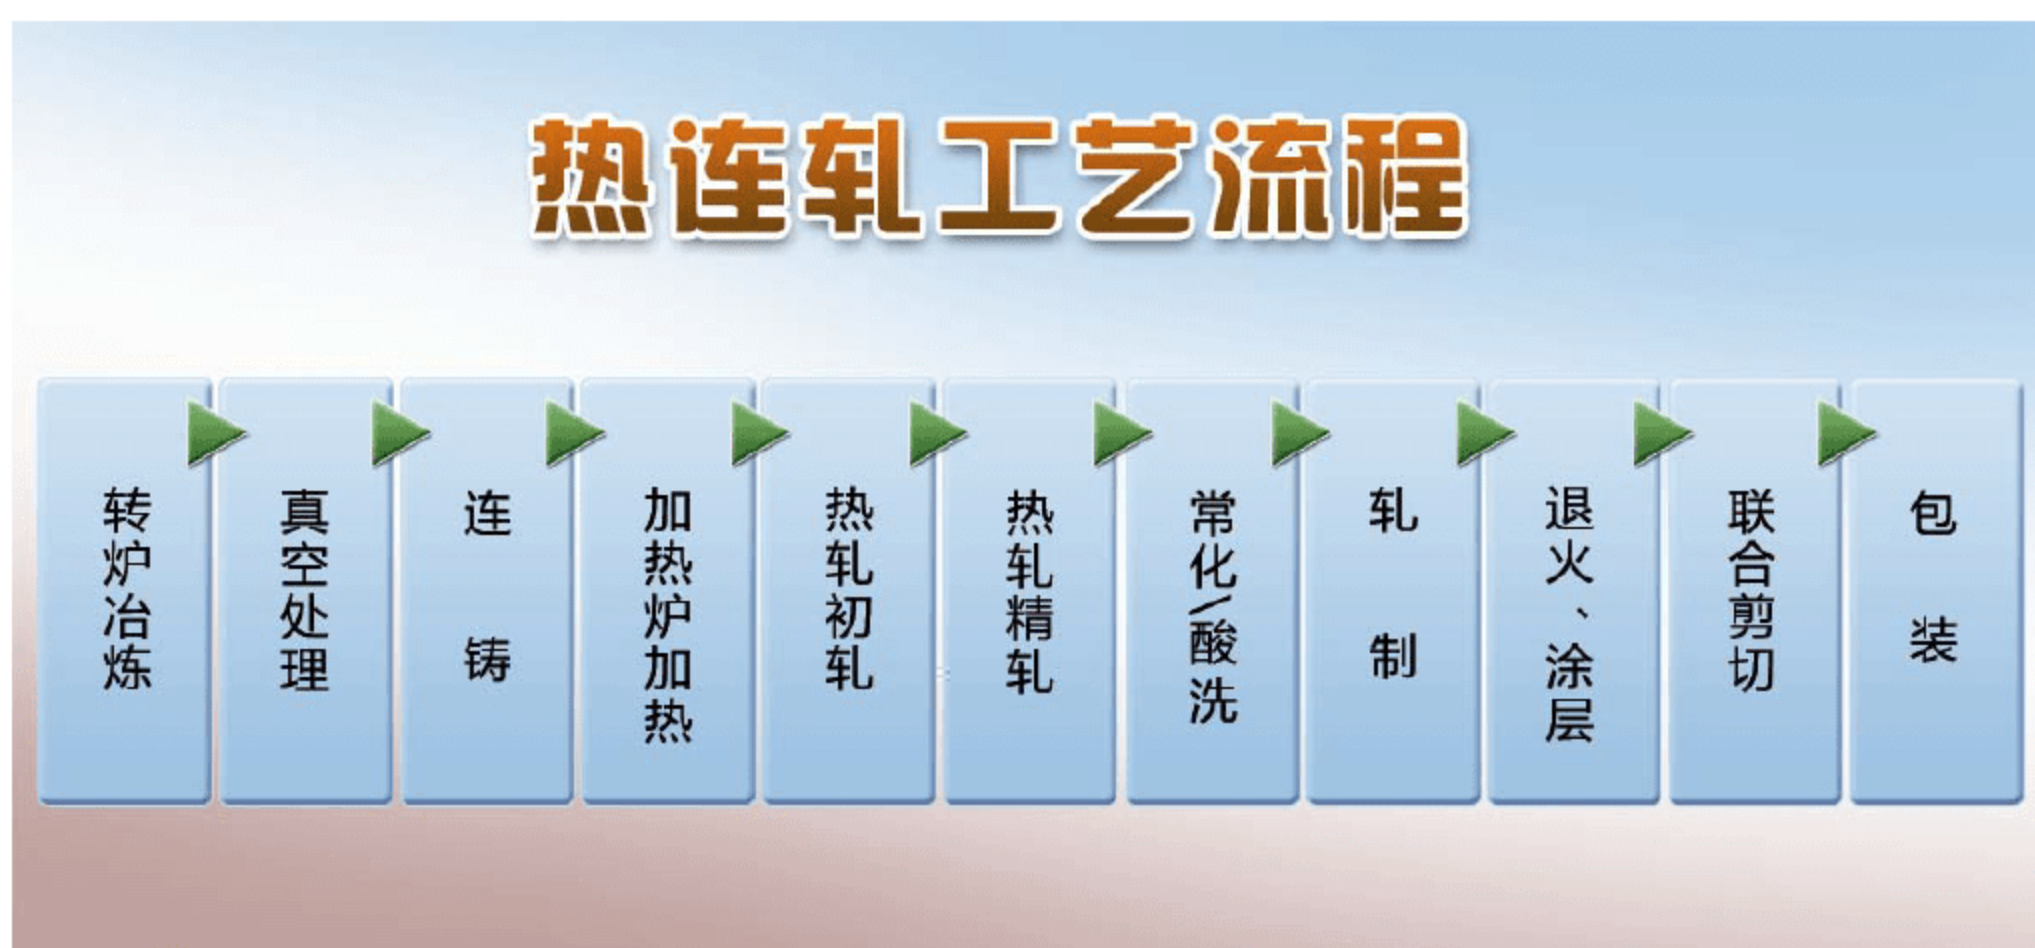 热连轧工艺流程
转炉冶炼
真空处理
连铸
加热炉加热
热轧初轧
热轧精轧
常化/酸洗
轧制
退火、涂层
联合剪切
包装